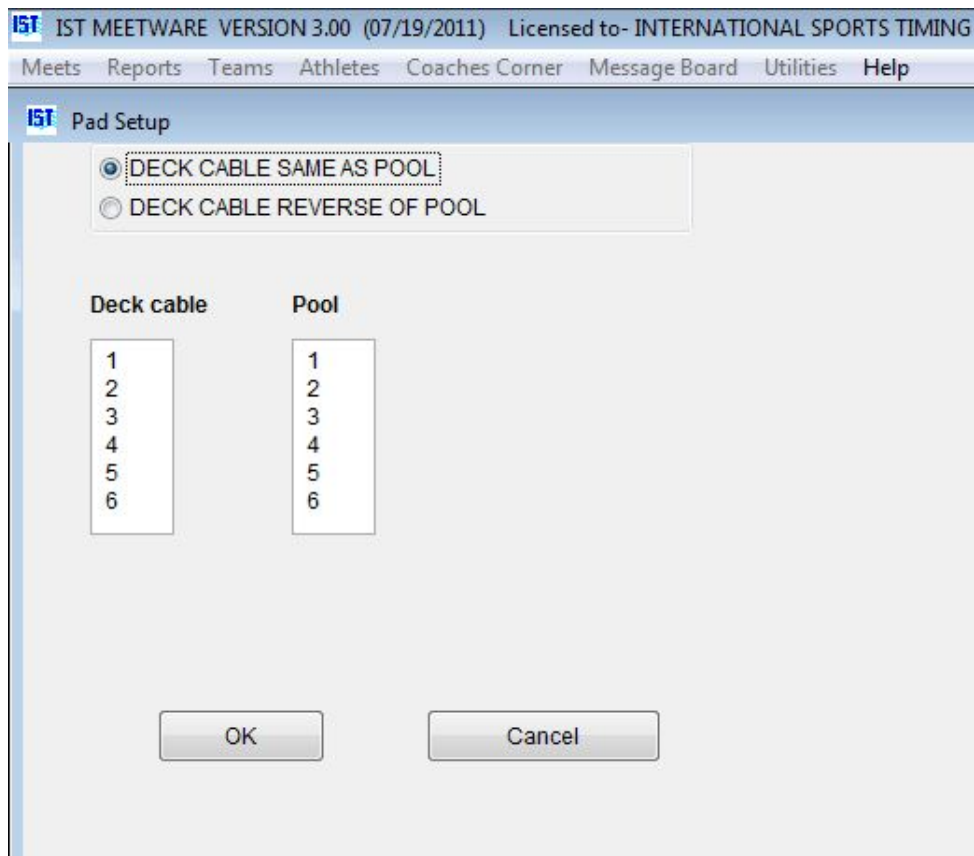 IST IST MEETWARE VERSION 3.00 (07/19/2011) Licensed to- INTERNATIONAL SPORTS TIMING
Meets Reports Teams Athletes Coaches Corner Message Board Utilities Help
IST Pad Setup
DECK CABLE SAME AS POOL
DECK CABLE REVERSE OF POOL
Deck cable Pool
1 1
2 2
3 3
4 4
5 5
6 6
OK Cancel